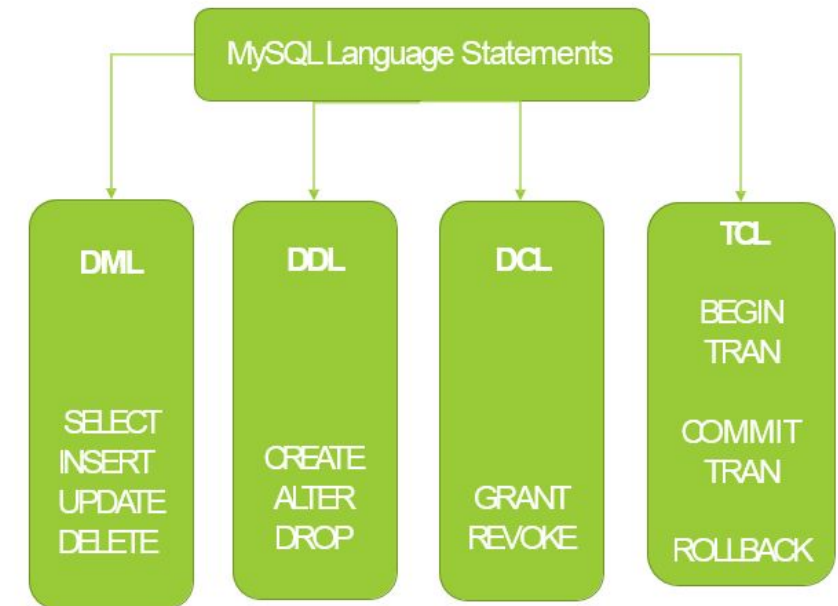 MySQL Language Statements
DML
SELECT
INSERT
UPDATE
DELETE
DDL
CREATE
ALTER
DROP
DCL
GRANT
REVOKE
TCL
BEGIN
TRAN
COMMIT
TRAN
ROLLBACK